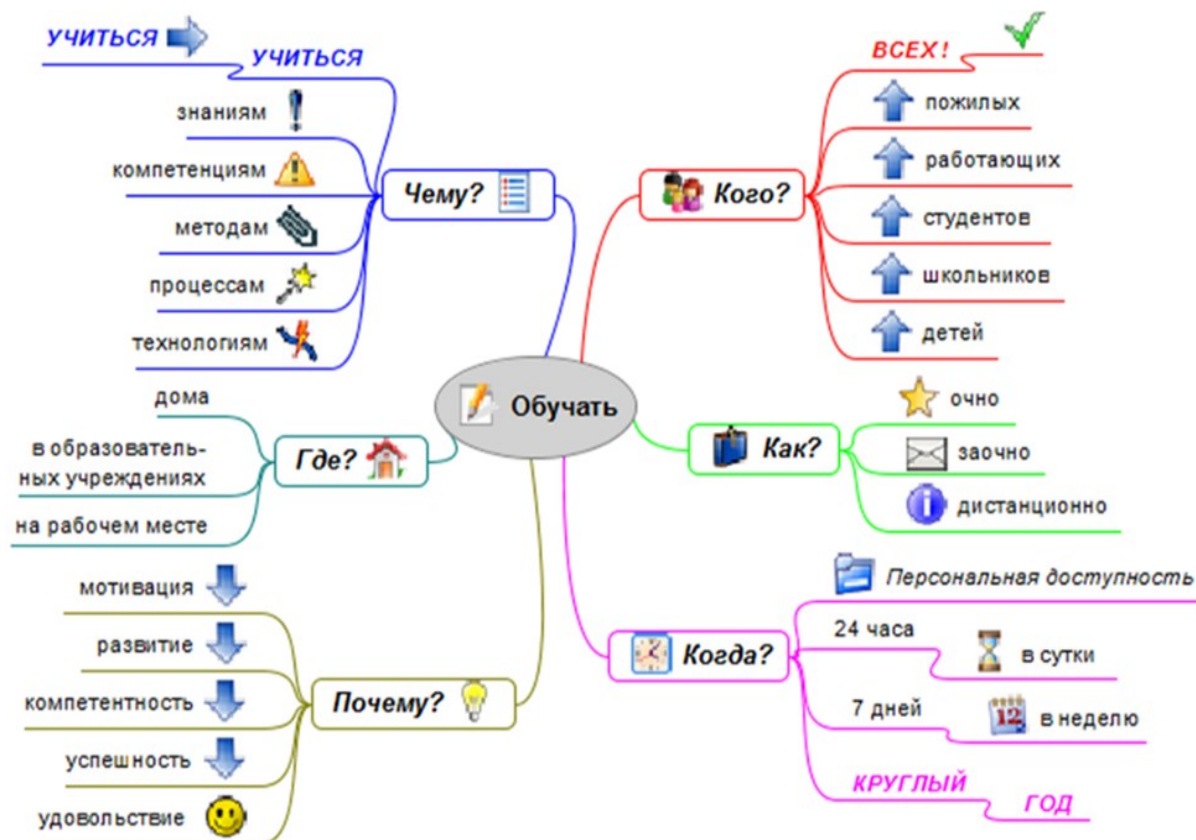 УЧИТЬСЯ
УЧИТЬСЯ
знаниям
компетенциям
методам
процессам
технологиям
Чему?
Кого?
ВСЕХ!
пожилых
работающих
студентов
школьников
детей
Обучать
дома
в образователь-
ных учреждениях
на рабочем месте
Где?
Как?
очно
заочно
дистанционно
мотивация
развитие
компетентность
успешность
удовольствие
Почему?
Когда?
Персональная доступность
24 часа
в сутки
7 дней
12
в неделю
КРУГЛЫЙ
ГОД